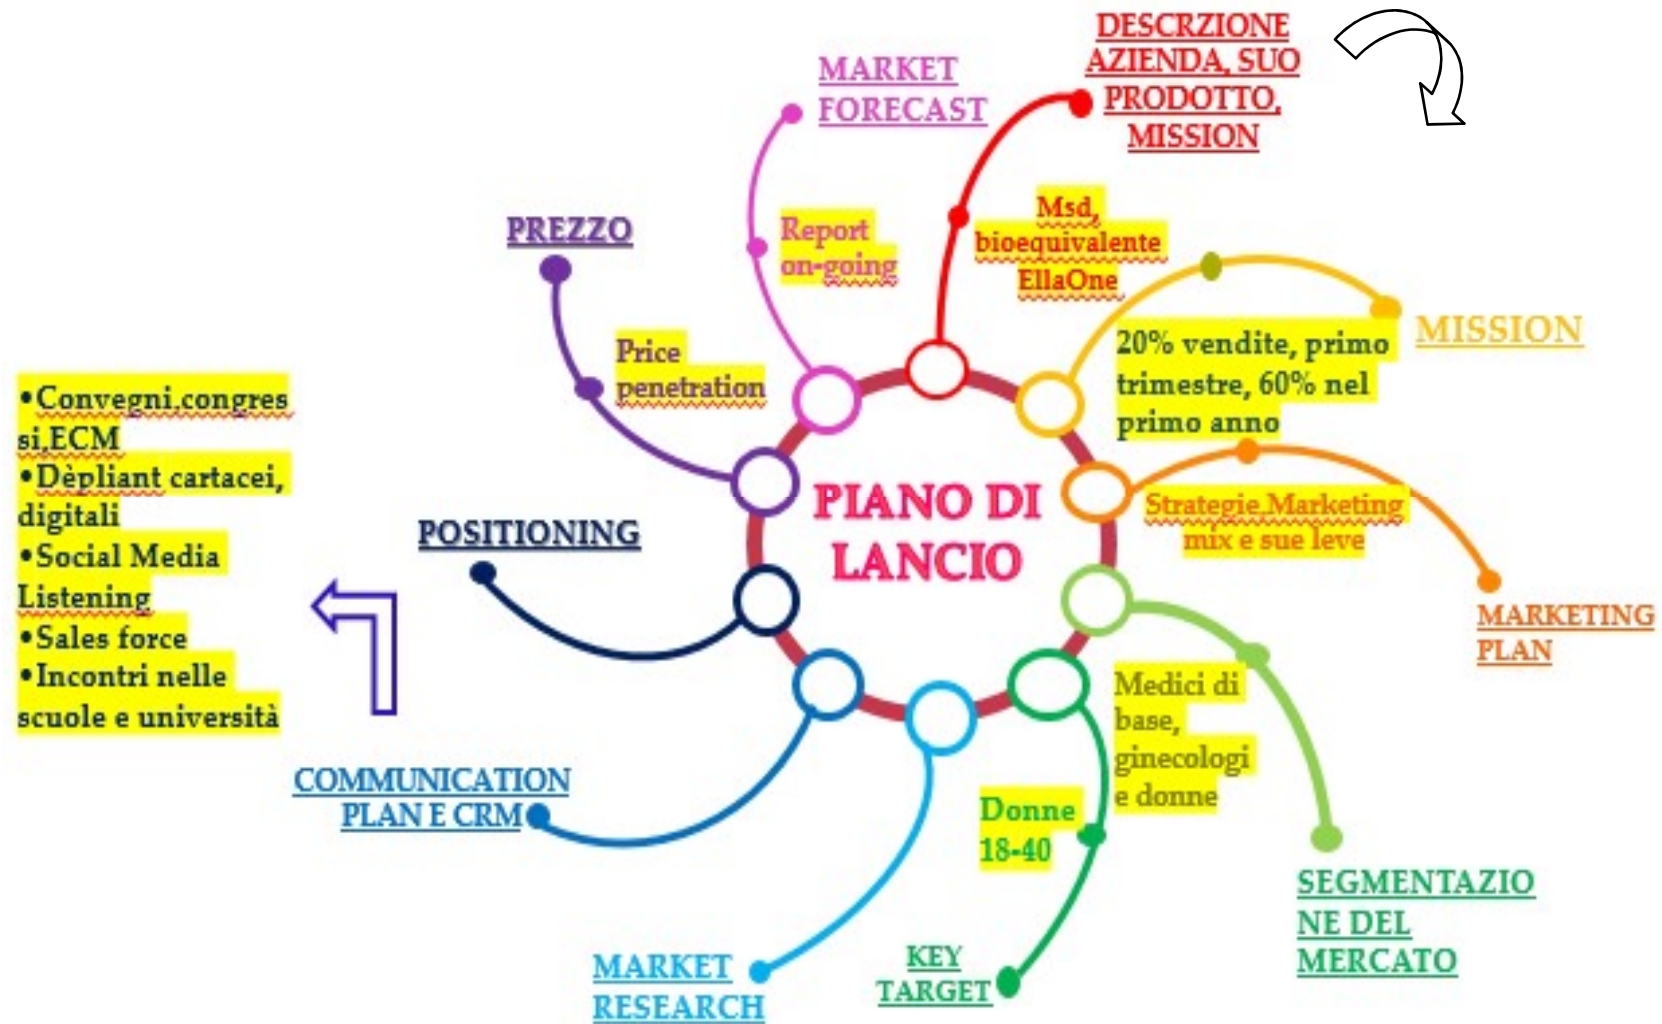 DESCRZIONE
AZIENDA, SUO
PRODOTTO,
MISSION
MARKET
FORECAST
Msd,
bioequivalente
EllaOne
Report
on-going
PREZZO
MISSION
20% vendite, primo
trimestre, 60% nel
primo anno
Price
penetration
•Convegni,congres
si,ECM
•Dèpliant cartacei,
digitali
•Social Media
Listening
•Sales force
•Incontri nelle
scuole e università
PIANO DI
LANCIO
Strategie,Marketing
mix e sue leve
POSITIONING
MARKETING
PLAN
Medici di
base,
ginecologi
e donne
COMMUNICATION
PLAN E CRM
Donne
18-40
SEGMENTAZIO
NE DEL
MERCATO
MARKET
RESEARCH
KEY
TARGET